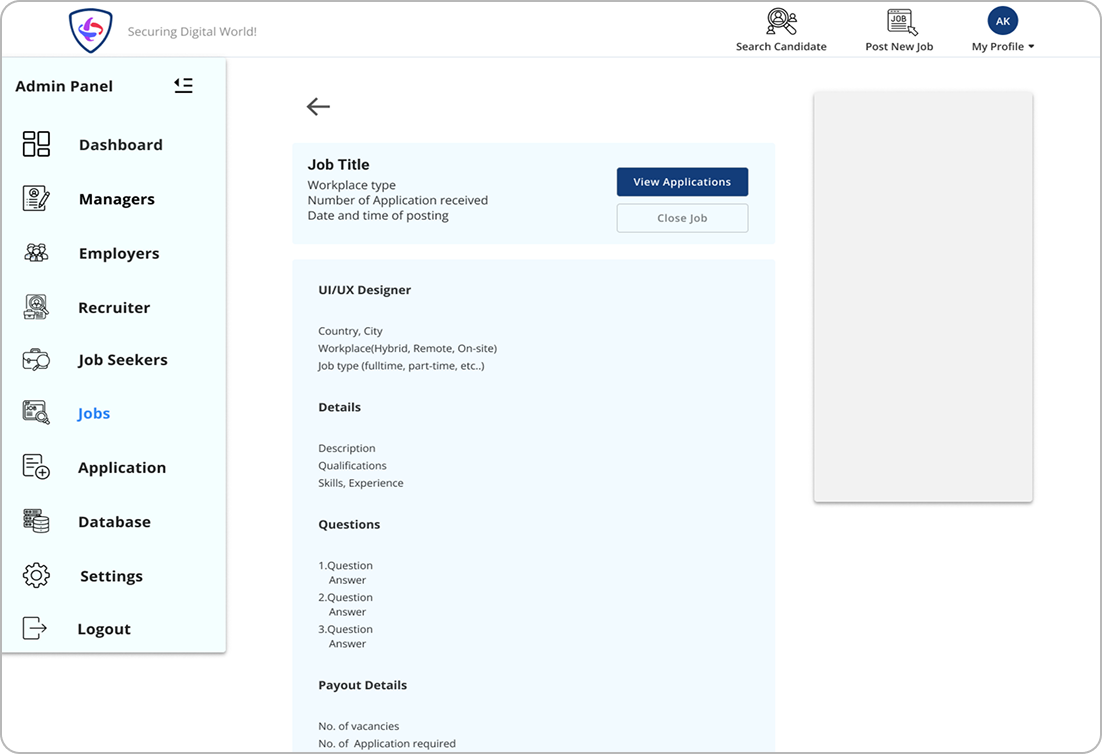 Securing Digital World!
Search Candidate
JOB
Post New Job
AK
My Profile
Admin Panel
Dashboard
Managers
Employers
Recruiter
Job Seekers
JOB
Jobs
Application
Database
Settings
Logout
Job Title
Workplace type
Number of Application received
Date and time of posting
View Applications
Close Job
UI/UX Designer
Country, City
Workplace(Hybrid, Remote, On-site)
Job type (fulltime, part-time, etc..)
Details
Description
Qualifications
Skills, Experience
Questions
1.Question
Answer
2.Question
Answer
3.Question
Answer
Payout Details
No. of vacancies
No. of Application required